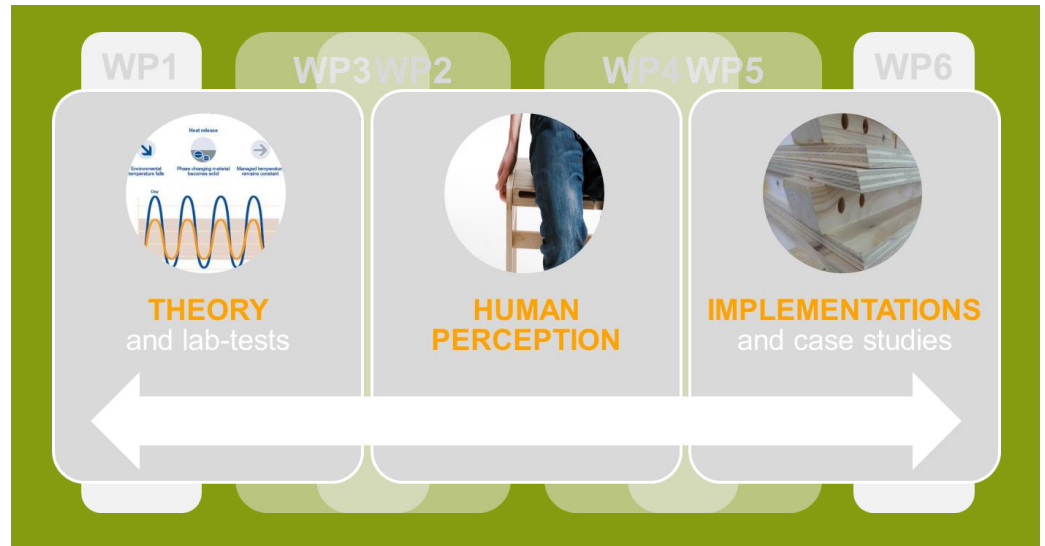 WP1 WP3 WP2 WP4 WP5 WP6
Heat release
Environmental
temperature falls
Phase changing material
becomes solid
Managed temperature
remains constant
Day
THEORY
and lab-tests
HUMAN
PERCEPTION
IMPLEMENTATIONS
and case studies